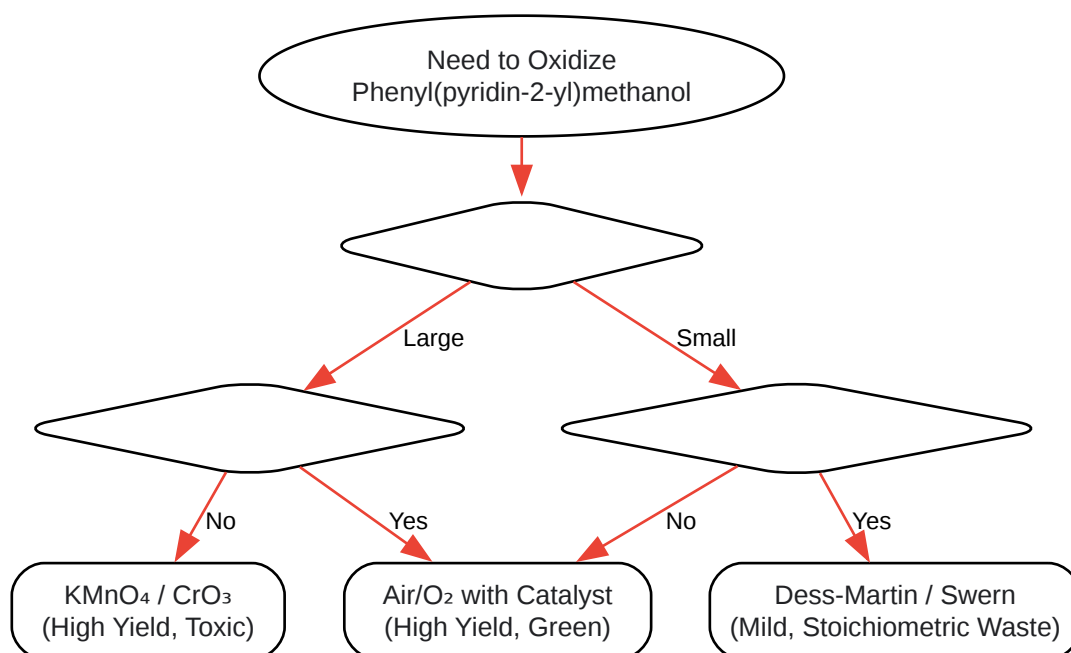 Need to Oxidize
Phenyl(pyridin-2-yl)methanol
Large
Small
No
Yes
No
Yes
KMnO₄ / CrO₃
(High Yield, Toxic)
Air/O₂ with Catalyst
(High Yield, Green)
Dess-Martin / Swern
(Mild, Stoichiometric Waste)